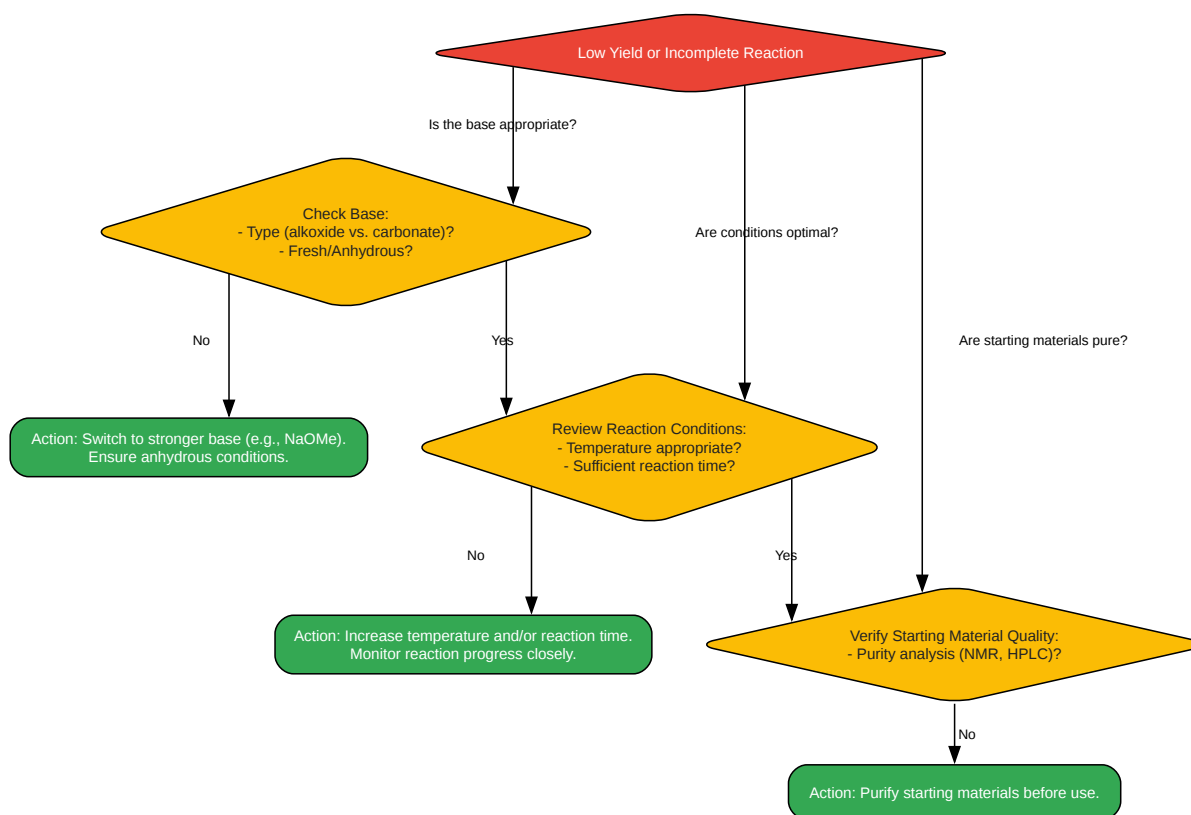 Low Yield or Incomplete Reaction
Is the base appropriate?
Check Base:
- Type (alkoxide vs. carbonate)?
- Fresh/Anhydrous?
Are conditions optimal?
No
Yes
Are starting materials pure?
Action: Switch to stronger base (e.g., NaOMe).
Ensure anhydrous conditions.
Review Reaction Conditions:
- Temperature appropriate?
- Sufficient reaction time?
No
Yes
Action: Increase temperature and/or reaction time.
Monitor reaction progress closely.
Verify Starting Material Quality:
- Purity analysis (NMR, HPLC)?
No
Action: Purify starting materials before use.